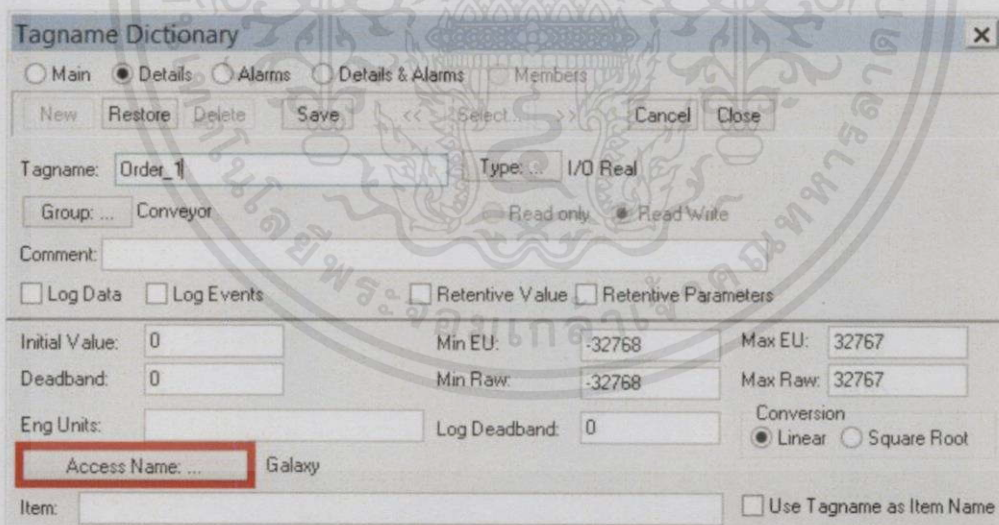 Tagname Dictionary
Main Details Alarms Details & Alarms Members
New Restore Delete Save << Select... >> Cancel Close
Tagname: Order_1 Type: ... I/O Real
Group: ... Conveyor Read only Read Write
Comment:
Log Data Log Events Retentive Value Retentive Parameters
Initial Value: 0 Min EU: -32768 Max EU: 32767
Deadband: 0 Min Raw: -32768 Max Raw: 32767
Eng Units: Log Deadband: 0 Conversion
Linear Square Root
Access Name: ... Galaxy
Item: Use Tagname as Item Name